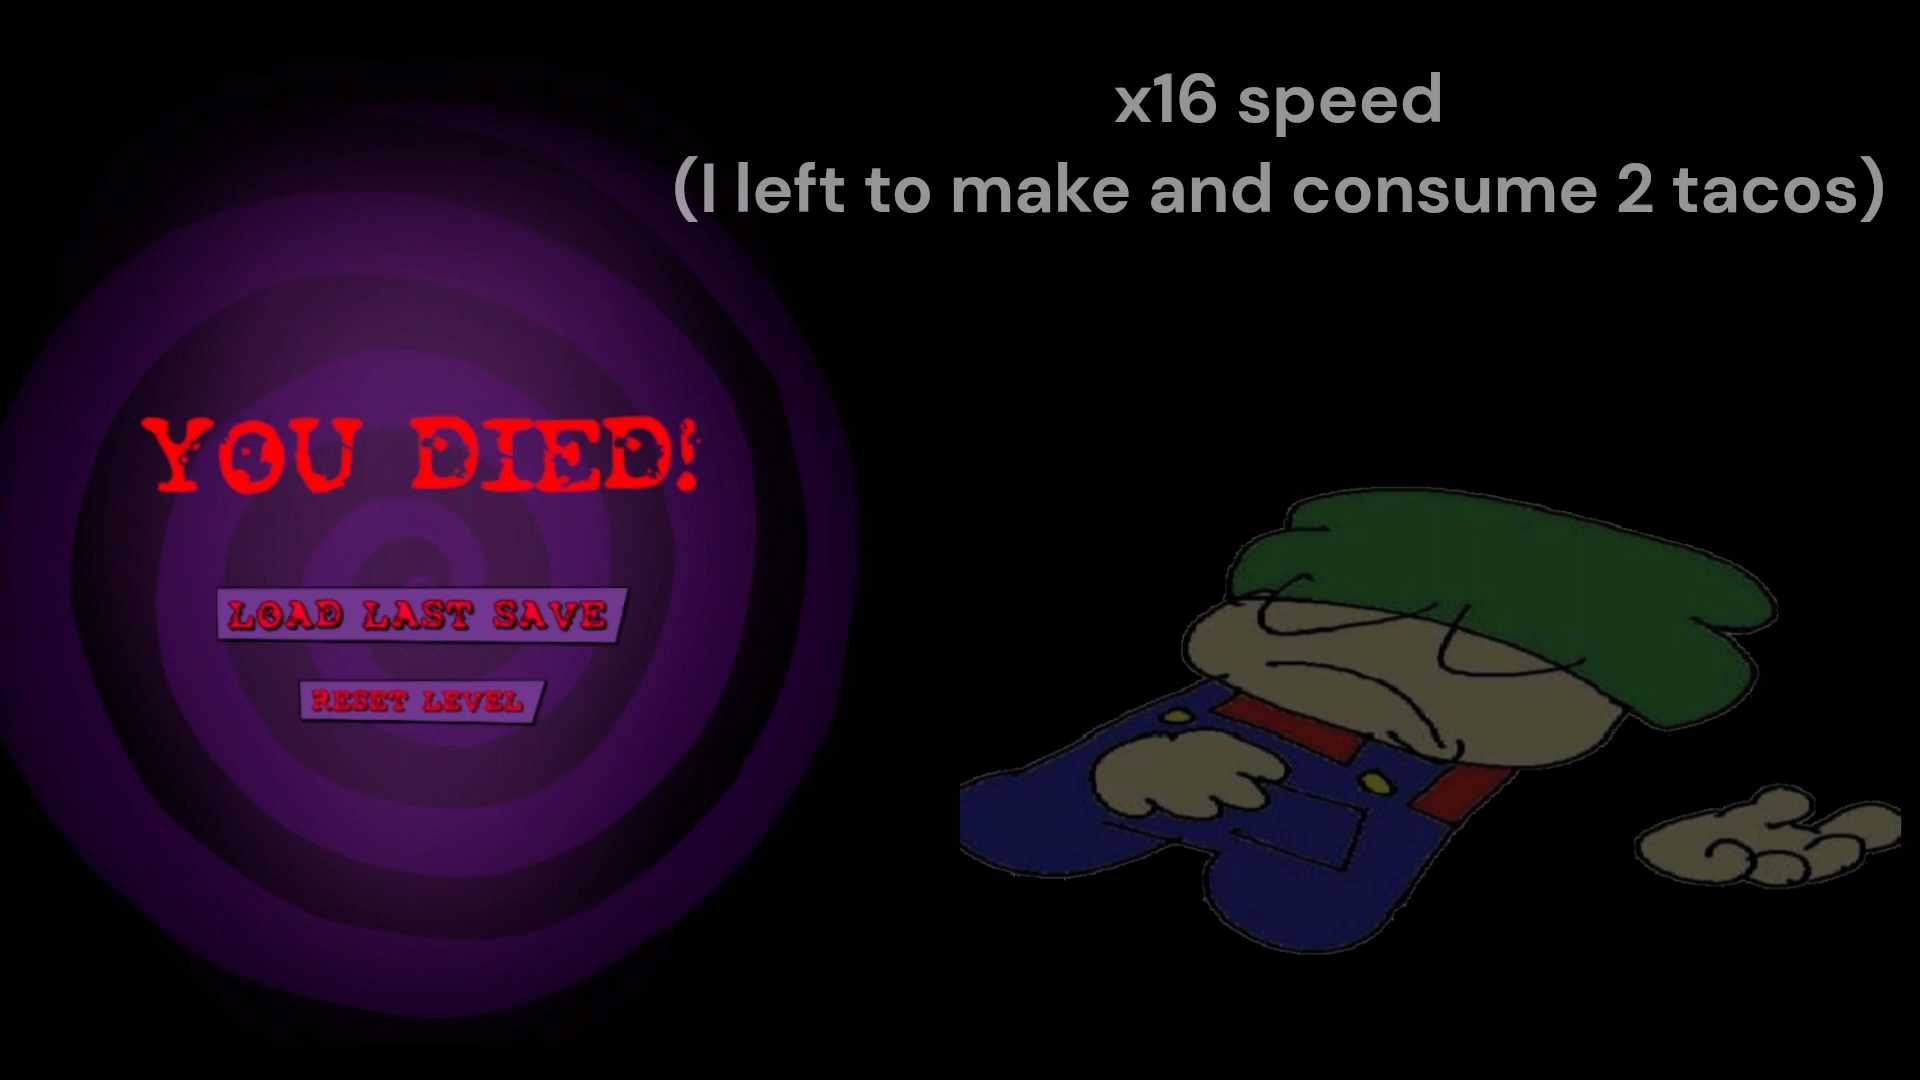 x16 speed
(I left to make and consume 2 tacos)
YOU DIED!
LOAD LAST SAVE
RESET LEVEL